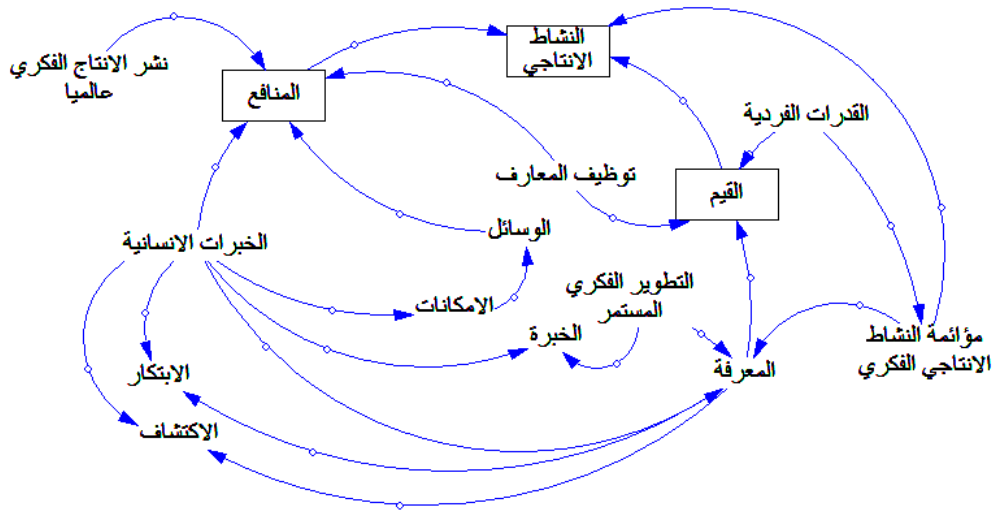 النشاط
الانتاجي
نشر الانتاج الفكري
عالميا
المنافع
القدرات الفردية
توظيف المعارف
القيم
الوسائل
الخبرات الانسانية
التطوير الفكري
المستمر
الامكانات
الخبرة
مؤائمة النشاط
الانتاجي الفكري
المعرفة
الابتكار
الاكتشاف